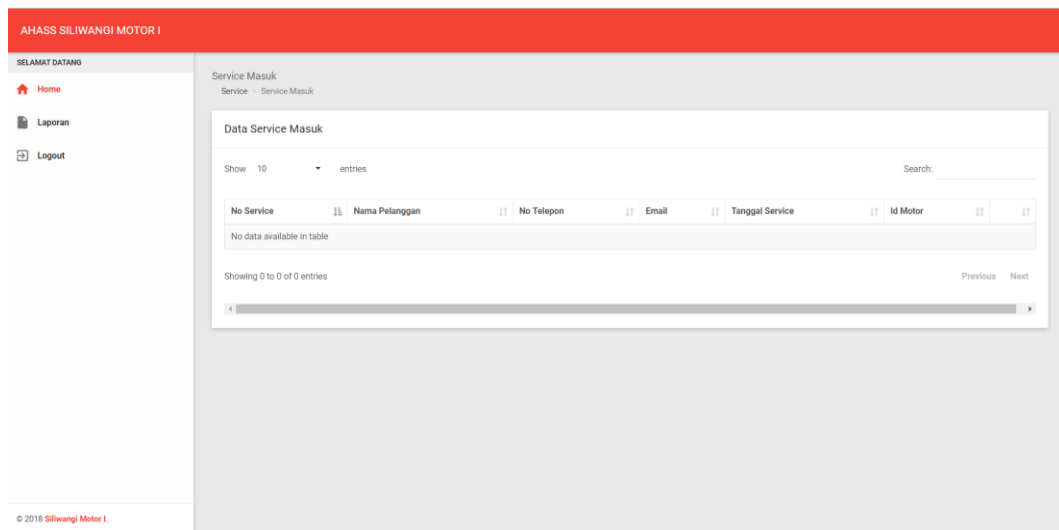 AHASS SILIWANGI MOTOR I
SELAMAT DATANG
Home
Laporan
Logout
Service Masuk
Service > Service Masuk
Data Service Masuk
Show 10 entries
Search:
No Service Nama Pelanggan No Telepon Email Tanggal Service Id Motor
No data available in table
Showing 0 to 0 of 0 entries
Previous Next
© 2018 Siliwangi Motor I.